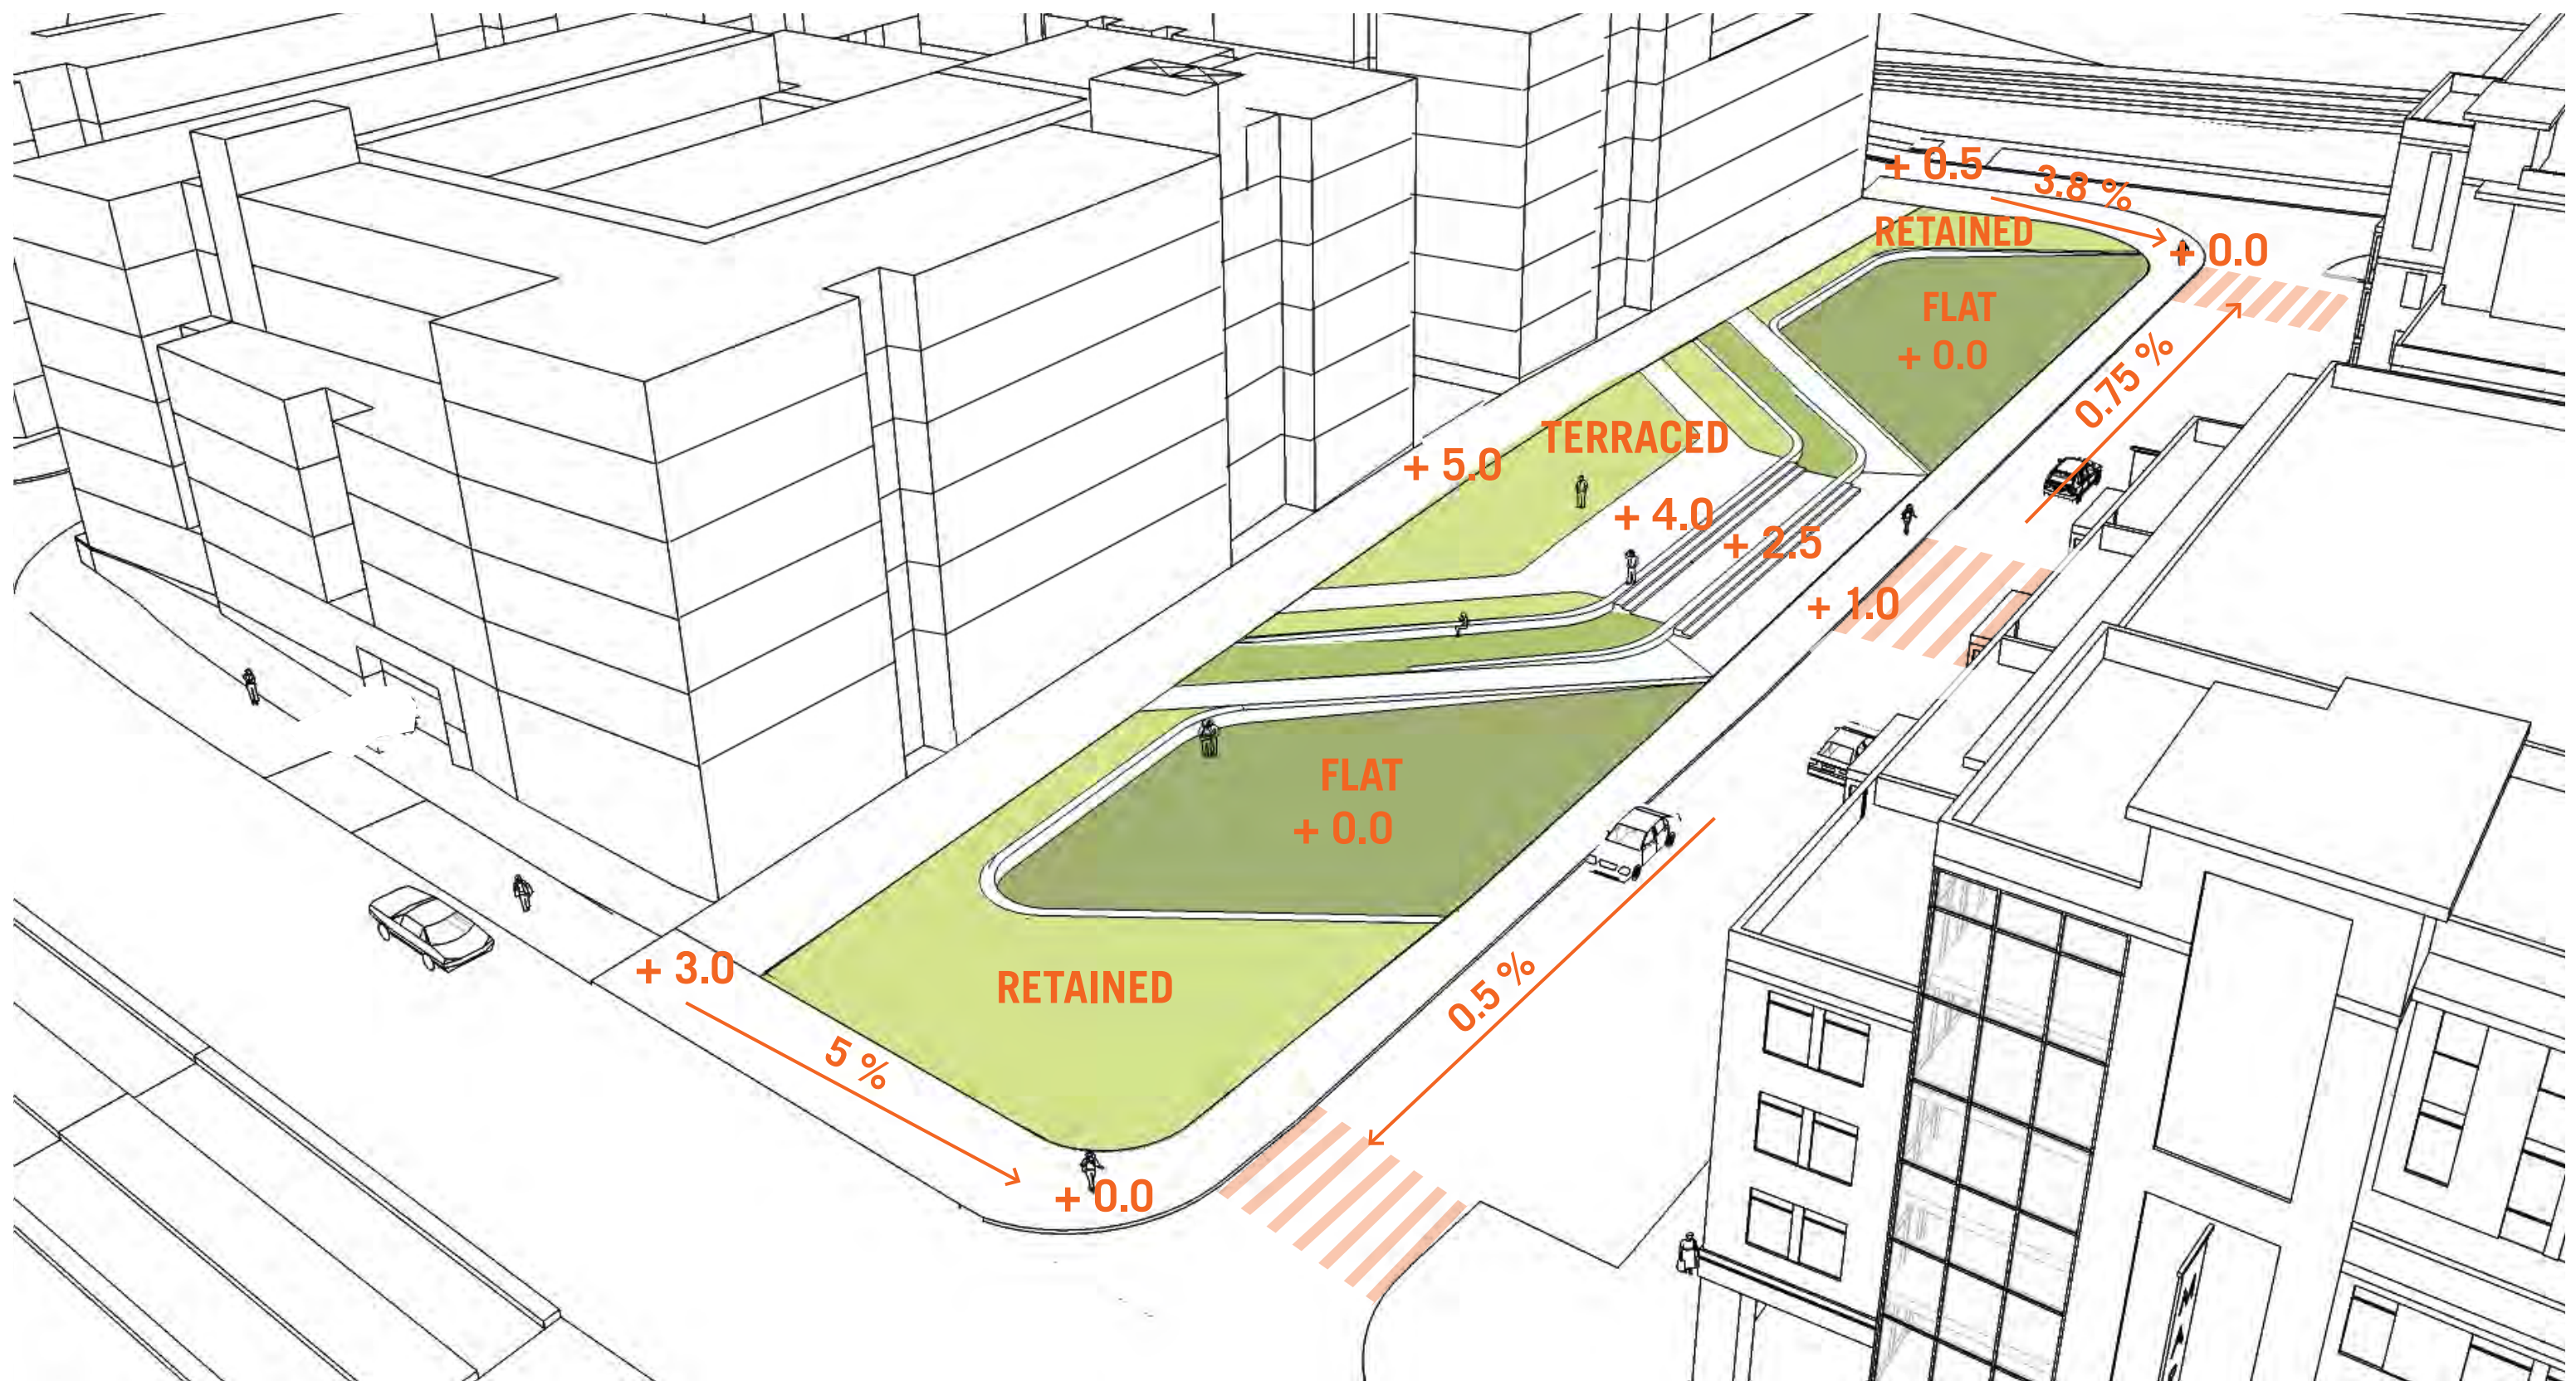 + 0.5
3.8 %
RETAINED
+ 0.0
FLAT
+ 0.0
0.75 %
TERRACED
+ 5.0
+ 4.0
+ 2.5
+ 1.0
FLAT
+ 0.0
+ 3.0
RETAINED
0.5 %
5 %
+ 0.0